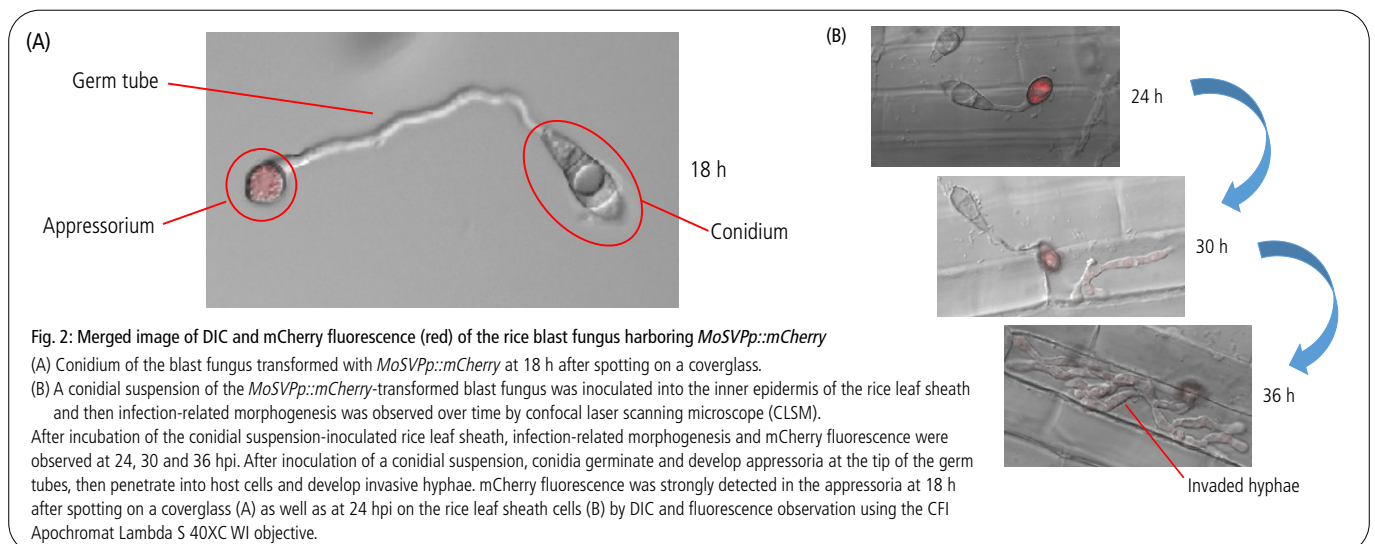 (A)
Germ tube
Appressorium
18 h
Conidium
(B)
24 h
30 h
36 h
Invaded hyphae
Fig. 2: Merged image of DIC and mCherry fluorescence (red) of the rice blast fungus harboring MoSVPp::mCherry
(A) Conidium of the blast fungus transformed with MoSVPp::mCherry at 18 h after spotting on a coverglass.
(B) A conidial suspension of the MoSVPp::mCherry-transformed blast fungus was inoculated into the inner epidermis of the rice leaf sheath
and then infection-related morphogenesis was observed over time by confocal laser scanning microscope (CLSM).
After incubation of the conidial suspension-inoculated rice leaf sheath, infection-related morphogenesis and mCherry fluorescence were
observed at 24, 30 and 36 hpi. After inoculation of a conidial suspension, conidia germinate and develop appressoria at the tip of the germ
tubes, then penetrate into host cells and develop invasive hyphae. mCherry fluorescence was strongly detected in the appressoria at 18 h
after spotting on a coverglass (A) as well as at 24 hpi on the rice leaf sheath cells (B) by DIC and fluorescence observation using the CFI
Apochromat Lambda S 40XC WI objective.